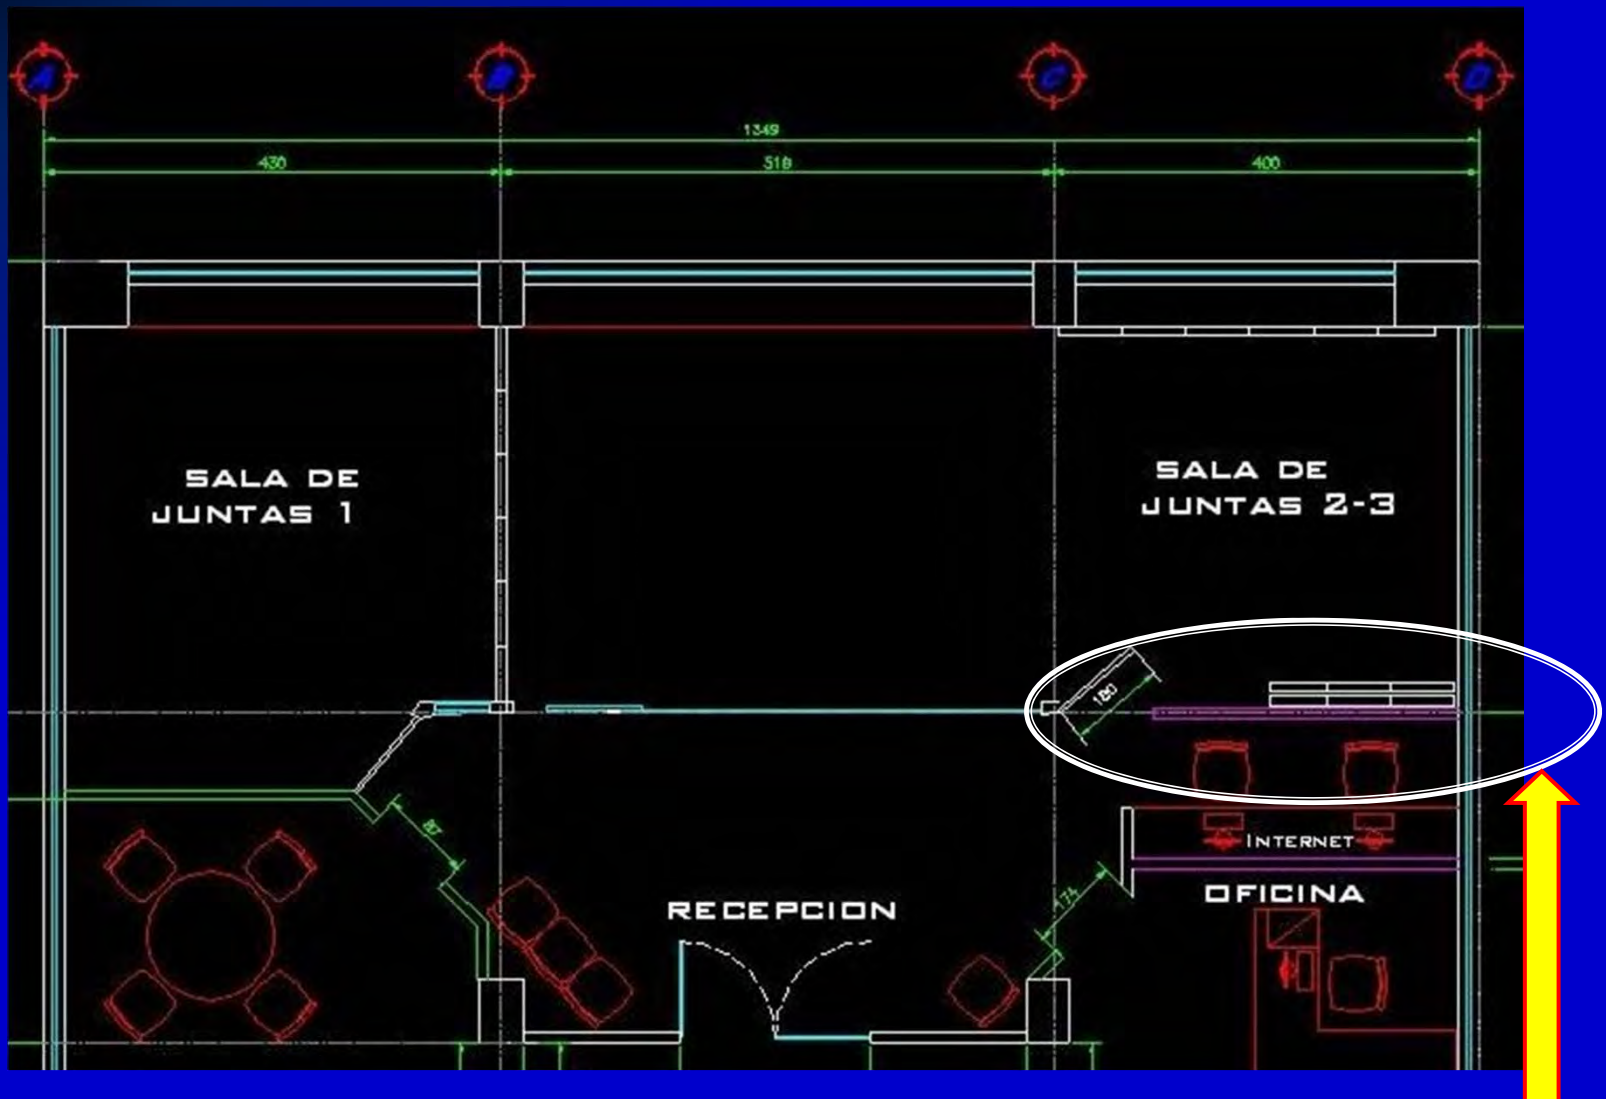 A B C D
1349
430 518 400
SALA DE
JUNTAS 1
SALA DE
JUNTAS 2-3
180
87
INTERNET
174
OFICINA
RECEPCION